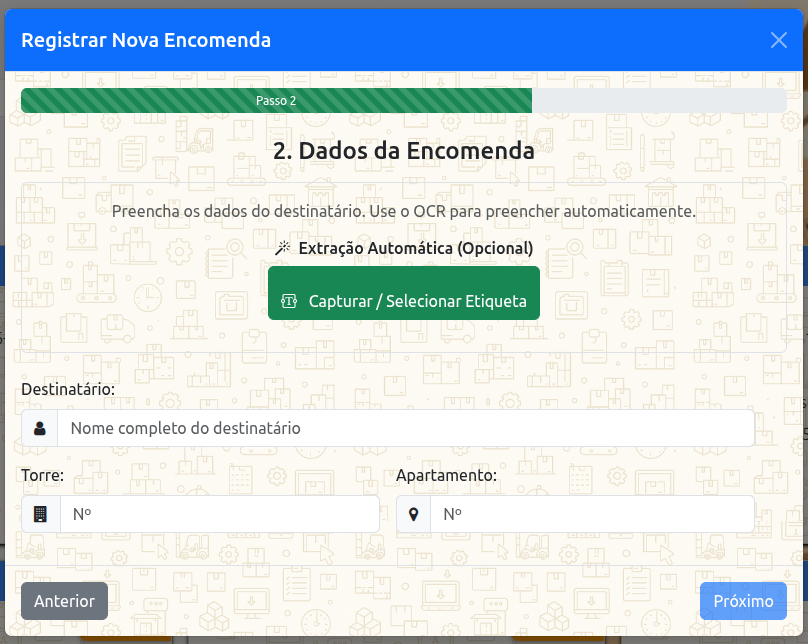 Registrar Nova Encomenda
Passo 2
2. Dados da Encomenda
Preencha os dados do destinatário. Use o OCR para preencher automaticamente.
Extração Automática (Opcional)
Capturar / Selecionar Etiqueta
Destinatário:
Nome completo do destinatário
Torre:
Apartamento:
Nº
Nº
Anterior
Próximo